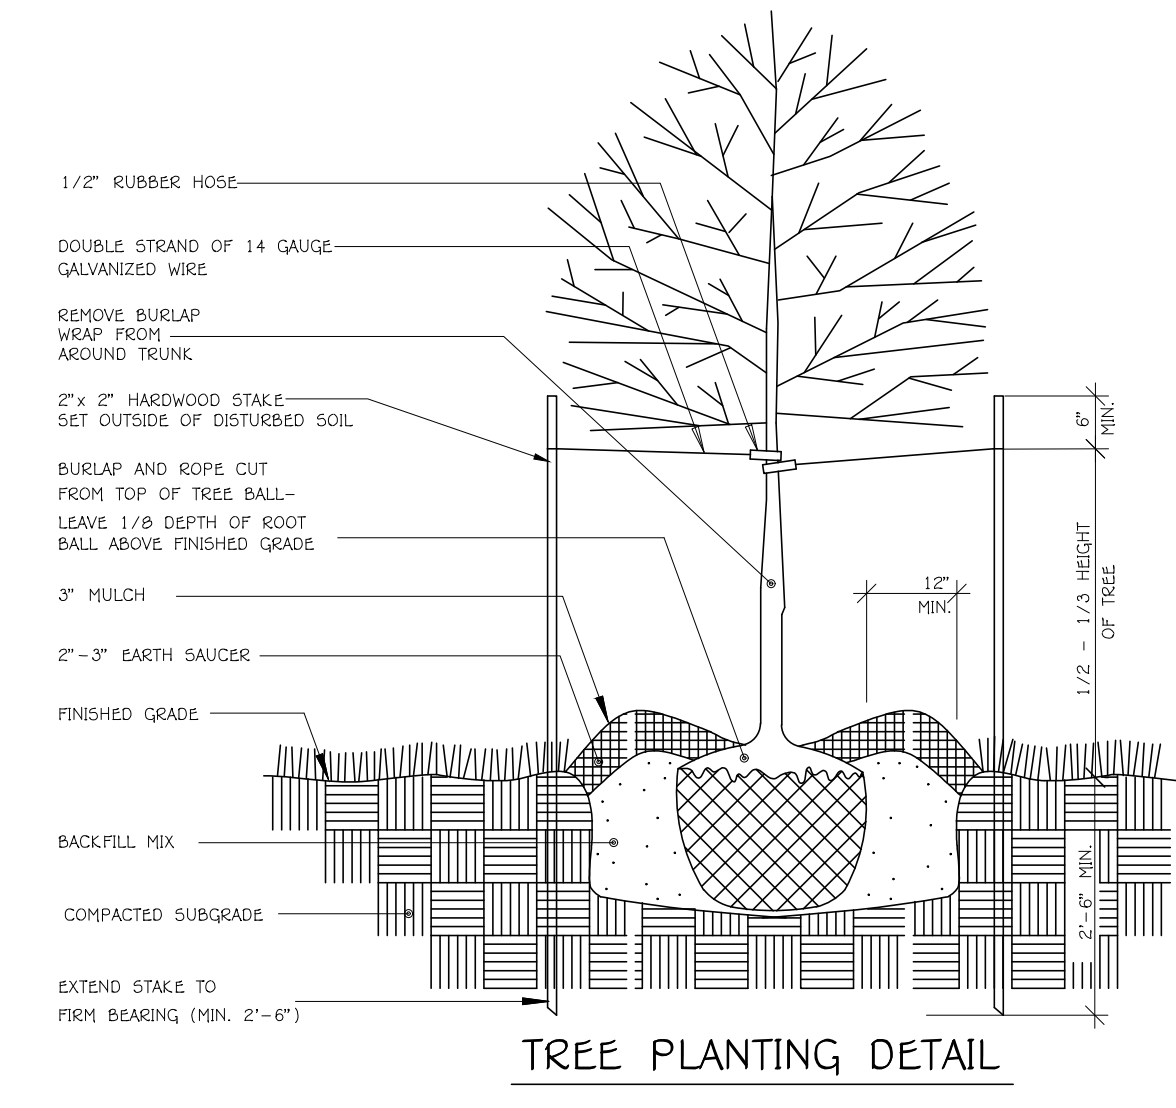 1/2" RUBBER HOSE
DOUBLE STRAND OF 14 GAUGE
GALVANIZED WIRE
REMOVE BURLAP
WRAP FROM
AROUND TRUNK
2"x 2" HARDWOOD STAKE
SET OUTSIDE OF DISTURBED SOIL
BURLAP AND ROPE CUT
FROM TOP OF TREE BALL-
LEAVE 1/8 DEPTH OF ROOT
BALL ABOVE FINISHED GRADE
3" MULCH
2"-3" EARTH SAUCER
FINISHED GRADE
BACKFILL MIX
COMPACTED SUBGRADE
EXTEND STAKE TO
FIRM BEARING (MIN. 2'-6")
6"
MIN.
12"
MIN.
1/2 - 1/3 HEIGHT
OF TREE
2'-6" MIN.
TREE PLANTING DETAIL